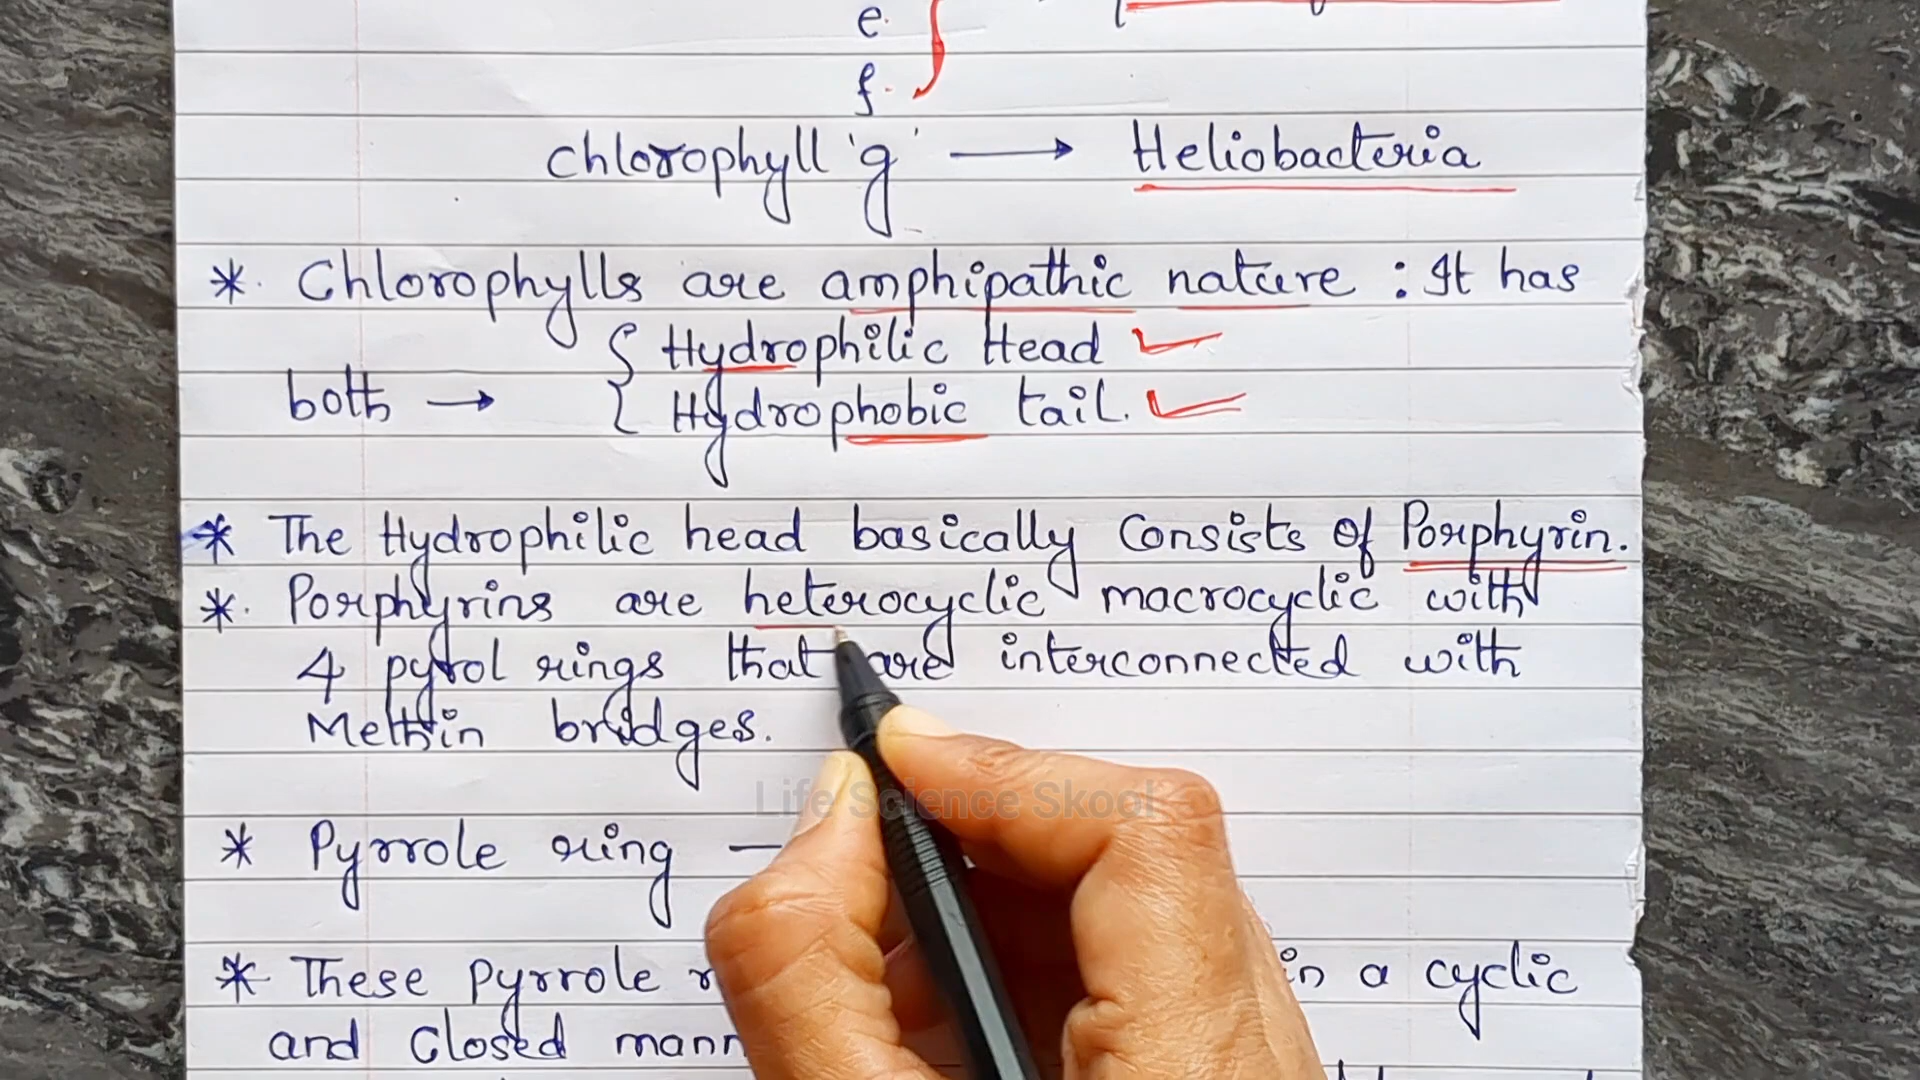 e.
f.
chlorophyll 'g' → Heliobacteria
*. Chlorophylls are amphipathic nature : It has
{ Hydrophilic Head
both → { Hydrophobic tail.
* The Hydrophilic head basically consists of Porphyrin.
*. Porphyrins are heterocyclic macrocyclic with
4 pyrol rings that are interconnected with
Methin bridges.
Life Science Skool
* Pyrrole ring —
* These pyrrole r in a cyclic
and closed mann